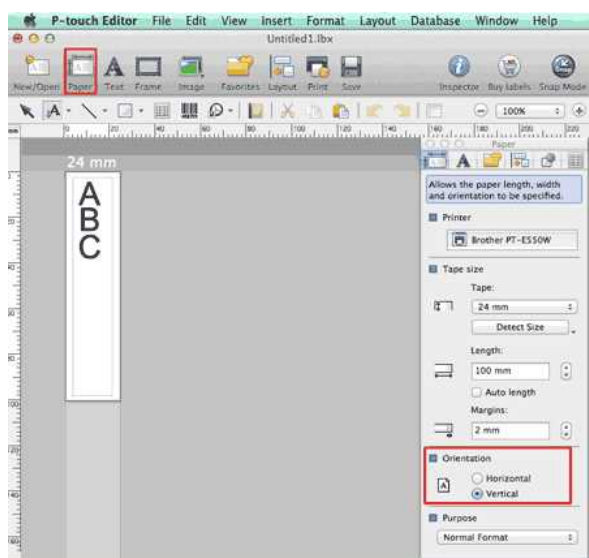 P-touch Editor File Edit View Insert Format Layout Database Window Help
Untitled1.lbx
New/Open Paper Text Frame Image Favorites Layout Print Save Inspector Buy labels Snap Mode
A 100%
Paper
24 mm
A
B
C
Allows the paper length, width
and orientation to be specified.
Printer
Brother PT-E550W
Tape size
Tape:
24 mm
Detect Size
Length:
100 mm
Auto length
Margins:
2 mm
Orientation
Horizontal
Vertical
Purpose
Normal Format